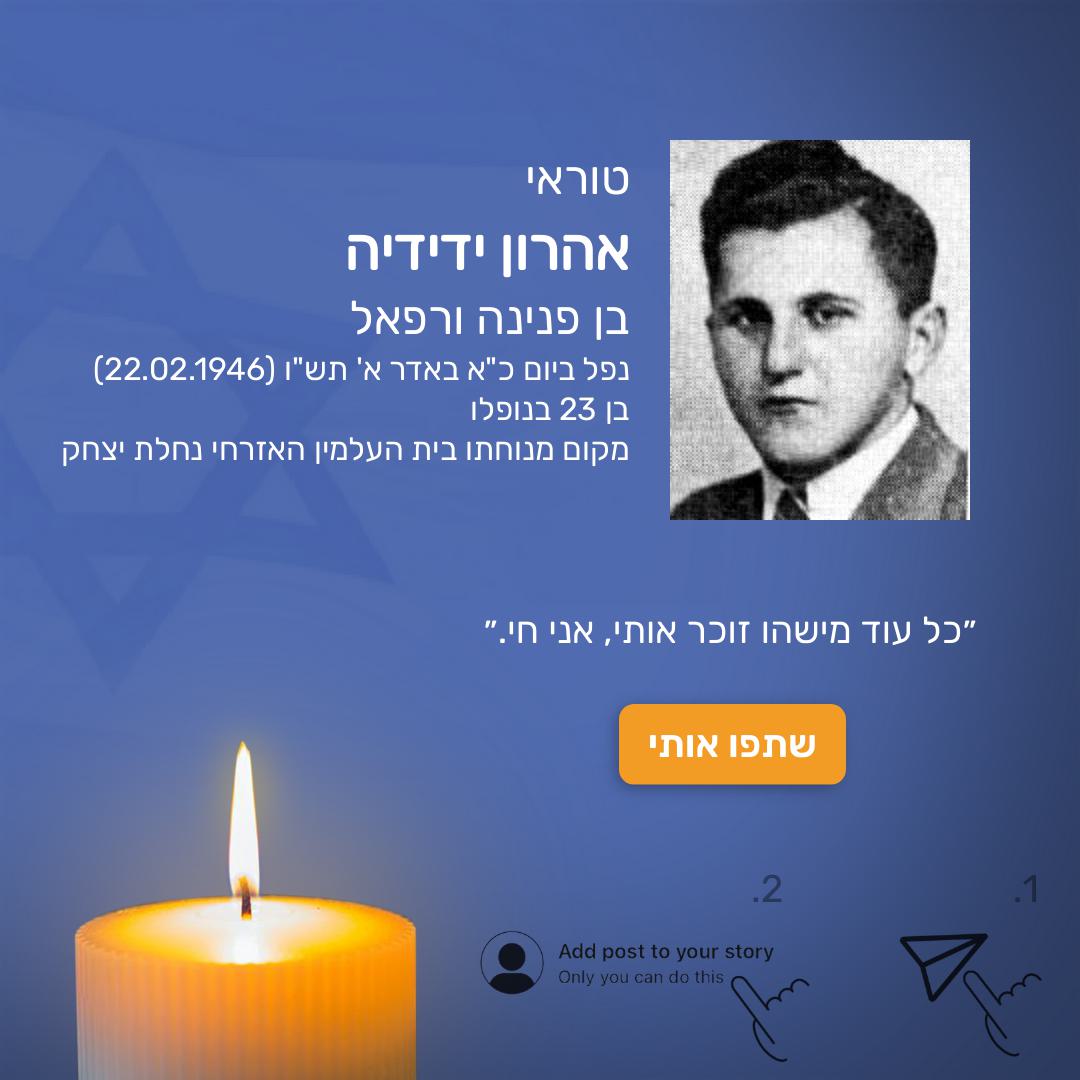 טוראי
אהרון ידידיה
בן פנינה ורפאל
נפל ביום כ"א באדר א' תש"ו (22.02.1946)
בן 23 בנופלו
מקום מנוחתו בית העלמין האזרחי נחלת יצחק
״כל עוד מישהו זוכר אותי, אני חי.״
שתפו אותי
1.
2.
Add post to your story
Only you can do this